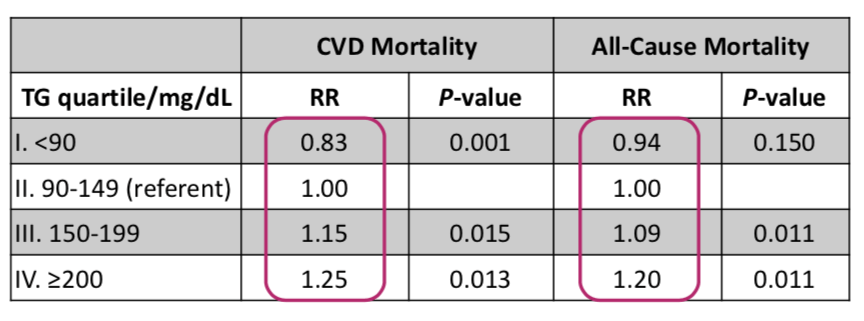 CVD Mortality All-Cause Mortality
TG quartile/mg/dL RR P-value RR P-value
I. <90 0.83 0.001 0.94 0.150
II. 90-149 (referent) 1.00 1.00
III. 150-199 1.15 0.015 1.09 0.011
IV. ≥200 1.25 0.013 1.20 0.011